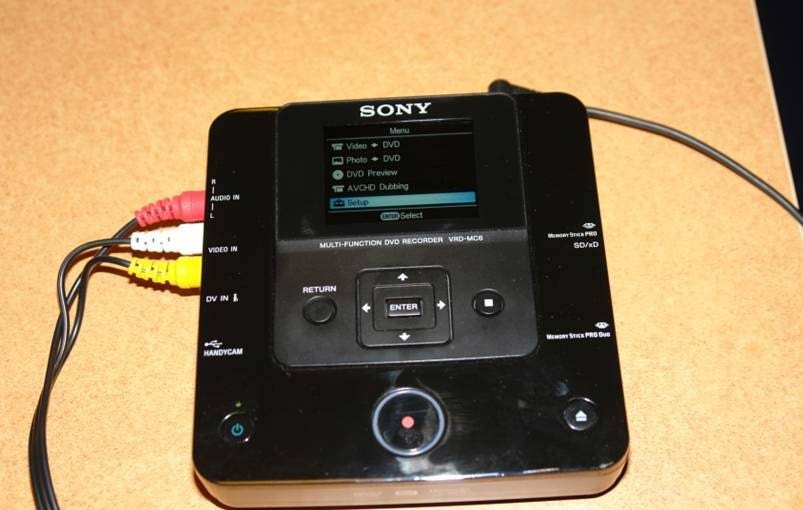 SONY
Menu
Video → DVD
Photo → DVD
DVD Preview
AVCHD Dubbing
Setup
ENTER Select
MULTI-FUNCTION DVD RECORDER VRD-MC6
R
AUDIO IN
L
VIDEO IN
DV IN
HANDYCAM
RETURN
ENTER
MEMORY STICK PRO
SD/xD
MEMORY STICK PRO DUO